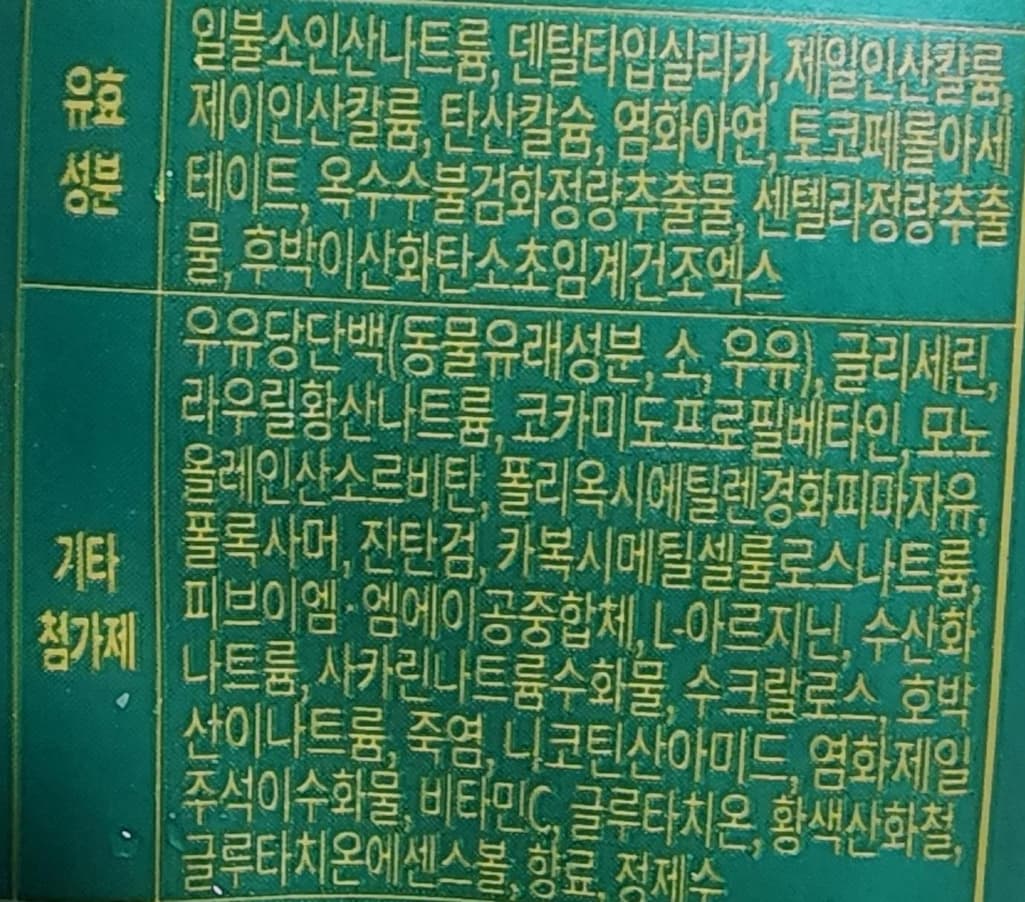 유효
성분
일불소인산나트륨, 덴탈타입실리카, 제일인산칼륨,
제이인산칼륨, 탄산칼슘, 염화아연, 토코페롤아세
테이트, 옥수수불검화정량추출물, 센텔라정량추출
물, 후박이산화탄소초임계건조엑스
기타
첨가제
우유당단백(동물유래성분, 소, 우유), 글리세린,
라우릴황산나트륨, 코카미도프로필베타인, 모노
올레인산소르비탄, 폴리옥시에틸렌경화피마자유,
폴록사머, 잔탄검, 카복시메틸셀룰로스나트륨,
피브이엠·엠에이공중합체, L-아르지닌, 수산화
나트륨, 사카린나트륨수화물, 수크랄로스, 호박
산이나트륨, 죽염, 니코틴산아미드, 염화제일
주석이수화물, 비타민C, 글루타치온, 황색산화철,
글루타치온에센스볼, 향료, 정제수